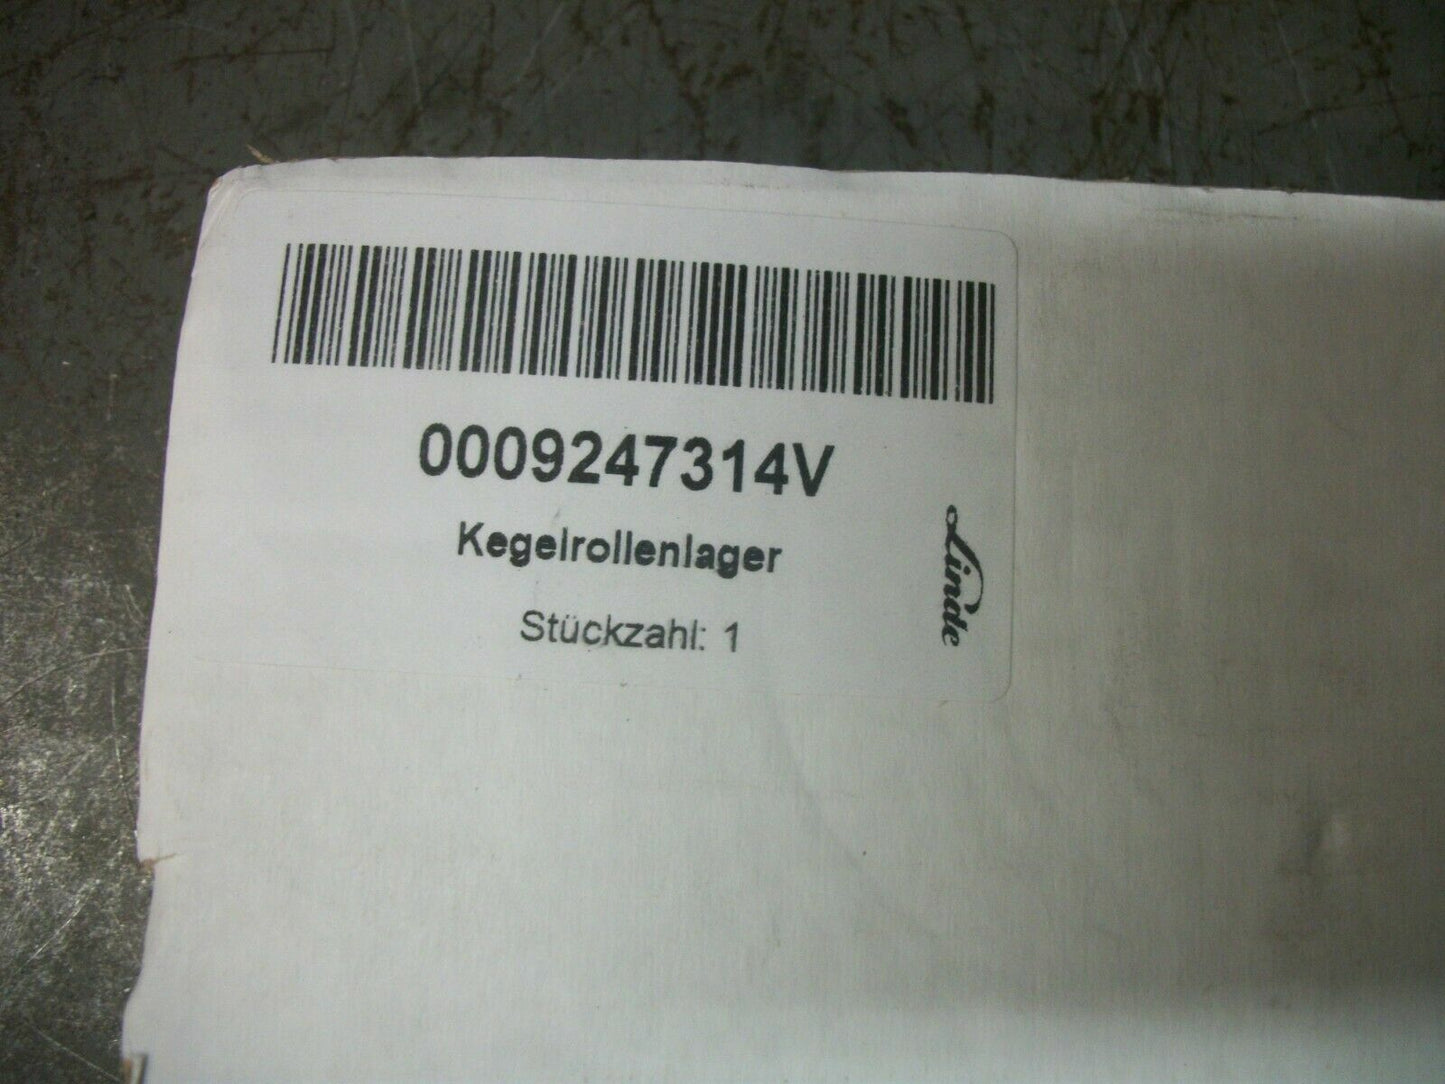 0009247314V
Kegelrollenlager
Stückzahl: 1
Linde